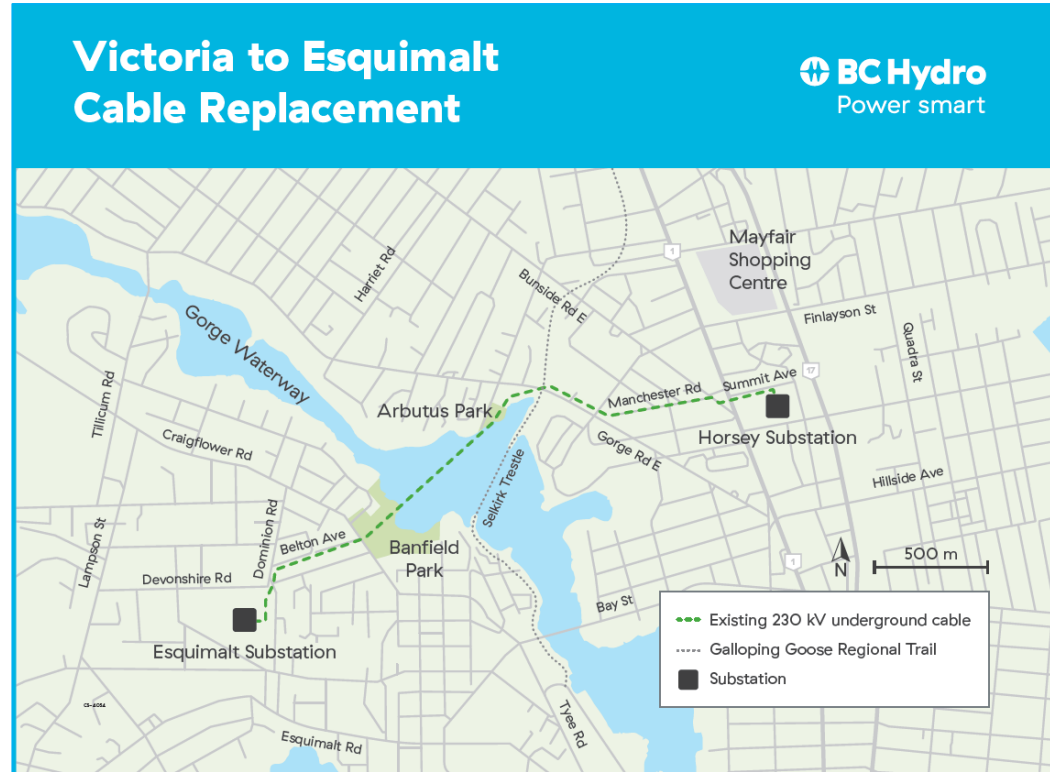 Victoria to Esquimalt
Cable Replacement
BC Hydro
Power smart
Mayfair
Shopping
Centre
1
Harriet Rd
Bunside Rd E
Finlayson St
Quadra St
Gorge Waterway
17
Tillicum Rd
Summit Ave
Manchester Rd
Arbutus Park
Horsey Substation
Craigflower Rd
Gorge Rd E
Selkirk Trestle
Hillside Ave
Lampson St
Dominion Rd
Belton Ave
Banfield
Park
1
N
500 m
Devonshire Rd
Bay St
Esquimalt Substation
Existing 230 kV underground cable
Galloping Goose Regional Trail
Substation
CS-4054
Tyee Rd
Esquimalt Rd